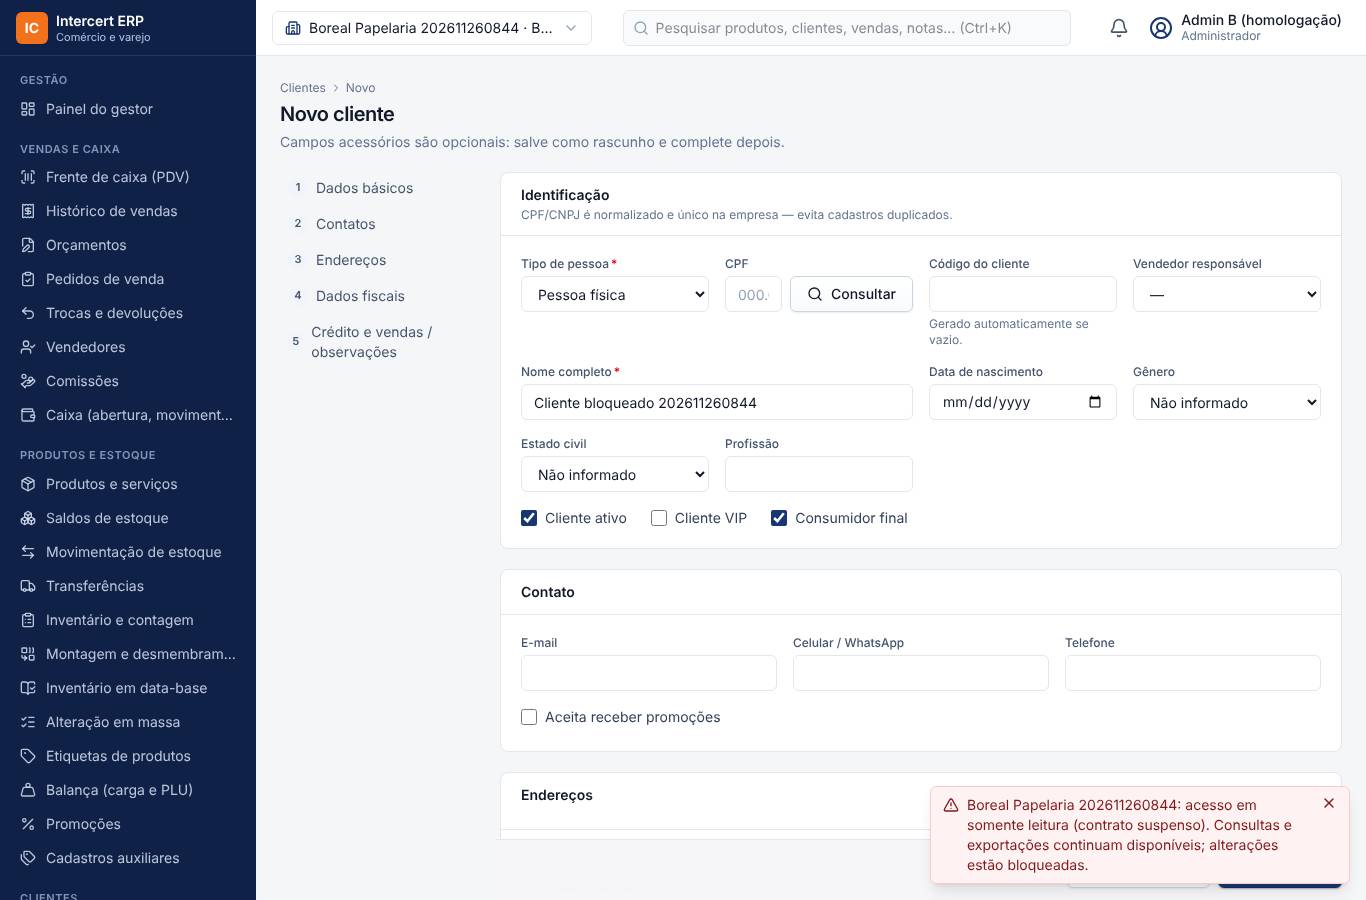 IC
Intercert ERP
Comércio e varejo
Boreal Papelaria 202611260844 · B...
Pesquisar produtos, clientes, vendas, notas... (Ctrl+K)
Admin B (homologação)
Administrador
GESTÃO
Painel do gestor
VENDAS E CAIXA
Frente de caixa (PDV)
Histórico de vendas
Orçamentos
Pedidos de venda
Trocas e devoluções
Vendedores
Comissões
Caixa (abertura, moviment...
PRODUTOS E ESTOQUE
Produtos e serviços
Saldos de estoque
Movimentação de estoque
Transferências
Inventário e contagem
Montagem e desmembram...
Inventário em data-base
Alteração em massa
Etiquetas de produtos
Balança (carga e PLU)
Promoções
Cadastros auxiliares
CLIENTES
Clientes > Novo
Novo cliente
Campos acessórios são opcionais: salve como rascunho e complete depois.
1 Dados básicos
2 Contatos
3 Endereços
4 Dados fiscais
5 Crédito e vendas /
observações
Identificação
CPF/CNPJ é normalizado e único na empresa — evita cadastros duplicados.
Tipo de pessoa * CPF Código do cliente Vendedor responsável
Pessoa física 000. Consultar —
Gerado automaticamente se
vazio.
Nome completo * Data de nascimento Gênero
Cliente bloqueado 202611260844 mm/dd/yyyy Não informado
Estado civil Profissão
Não informado
Cliente ativo Cliente VIP Consumidor final
Contato
E-mail Celular / WhatsApp Telefone
Aceita receber promoções
Endereços
Boreal Papelaria 202611260844: acesso em
somente leitura (contrato suspenso). Consultas e
exportações continuam disponíveis; alterações
estão bloqueadas.